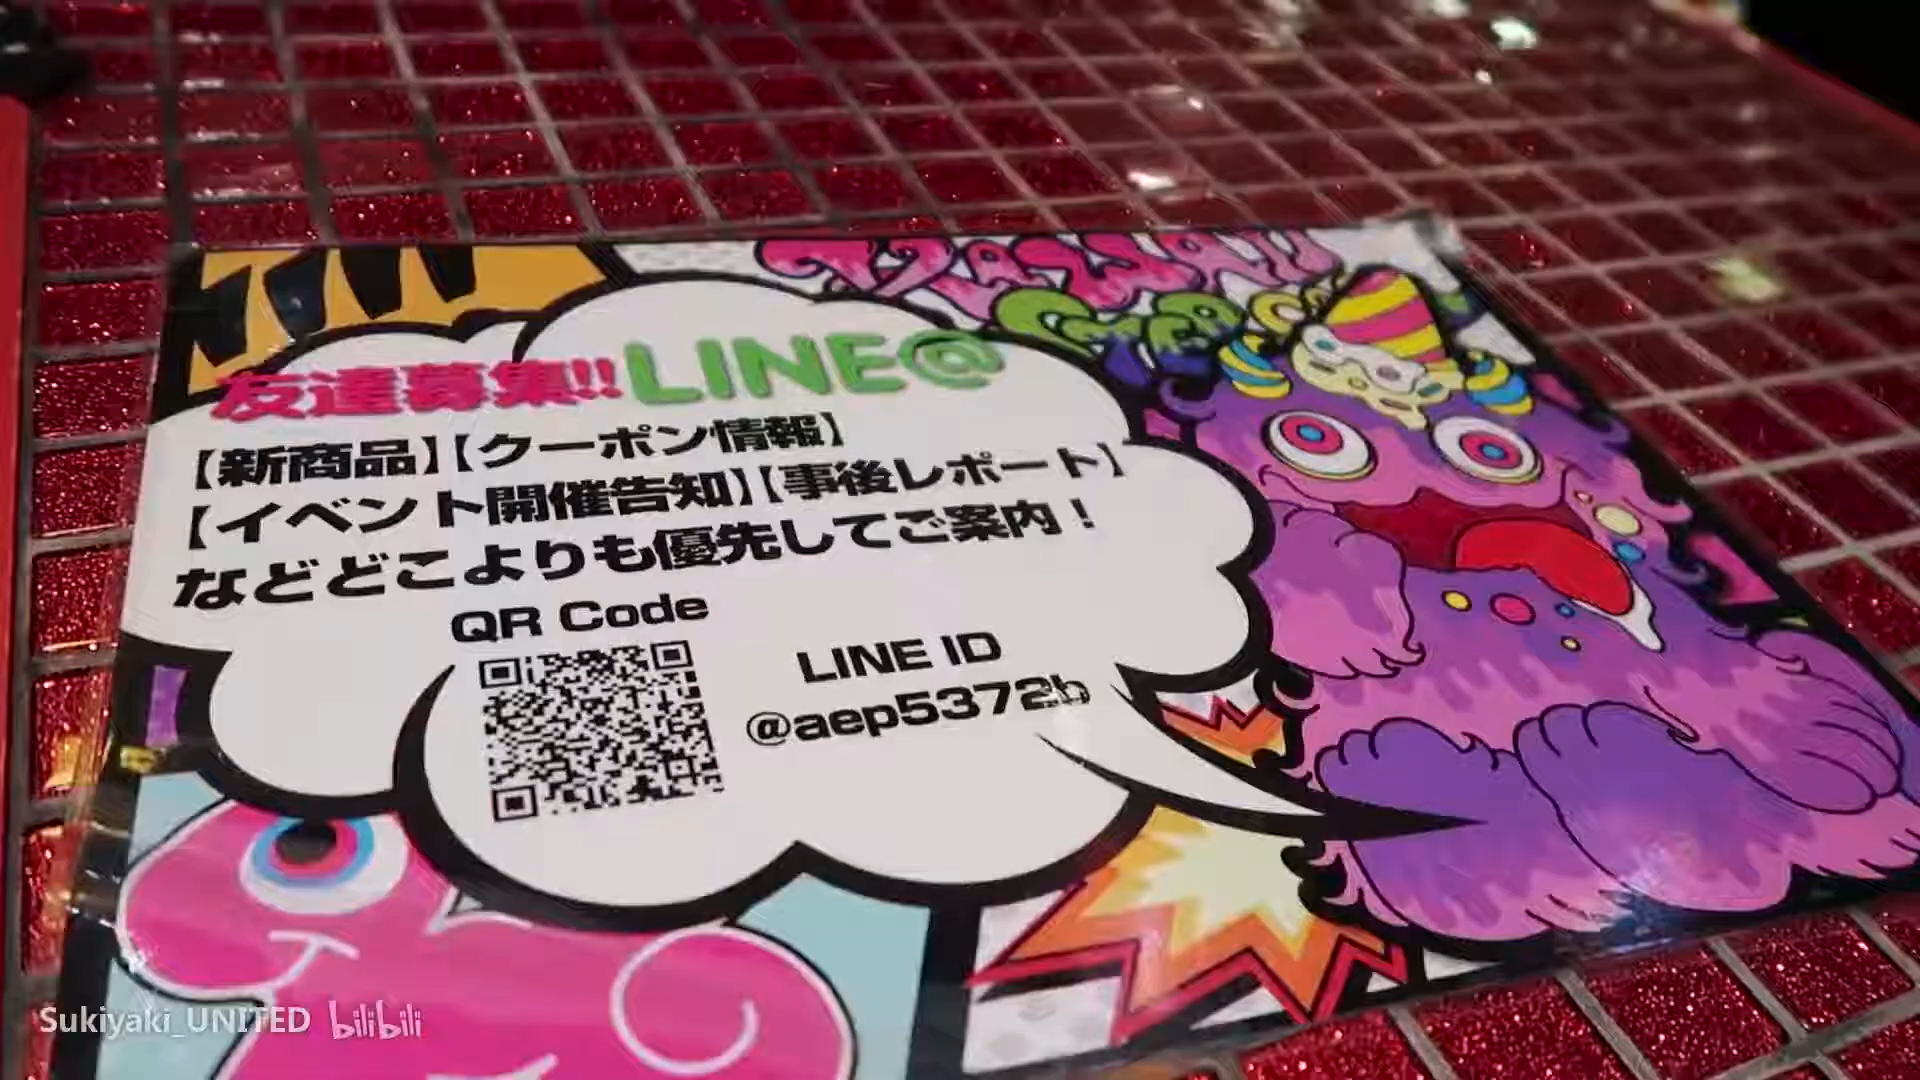 友達募集!! LINE@
【新商品】【クーポン情報】
【イベント開催告知】【事後レポート】
などどこよりも優先してご案内！
QR Code
LINE ID
@aep5372b
Sukiyaki_UNITED bilibili